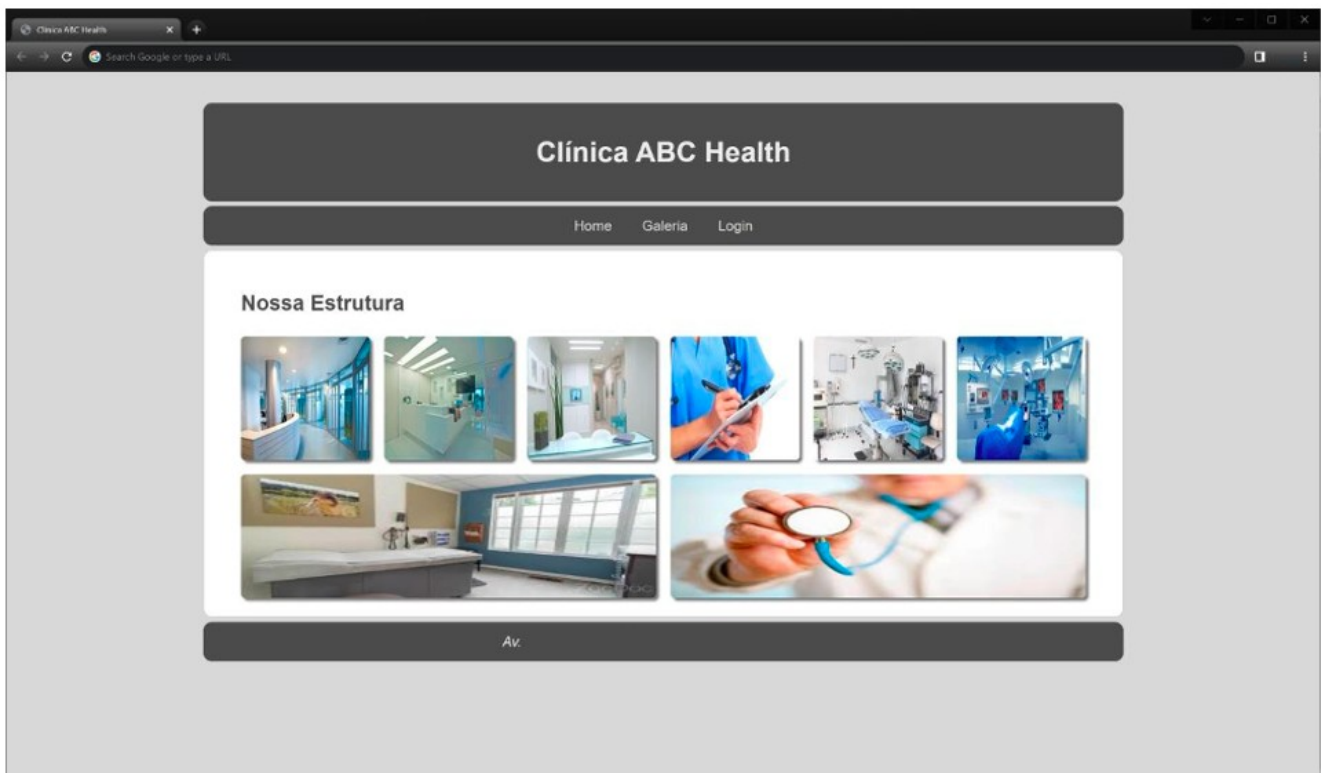 Clínica ABC Health
Search Google or type a URL
Clínica ABC Health
Home Galeria Login
Nossa Estrutura
Av.